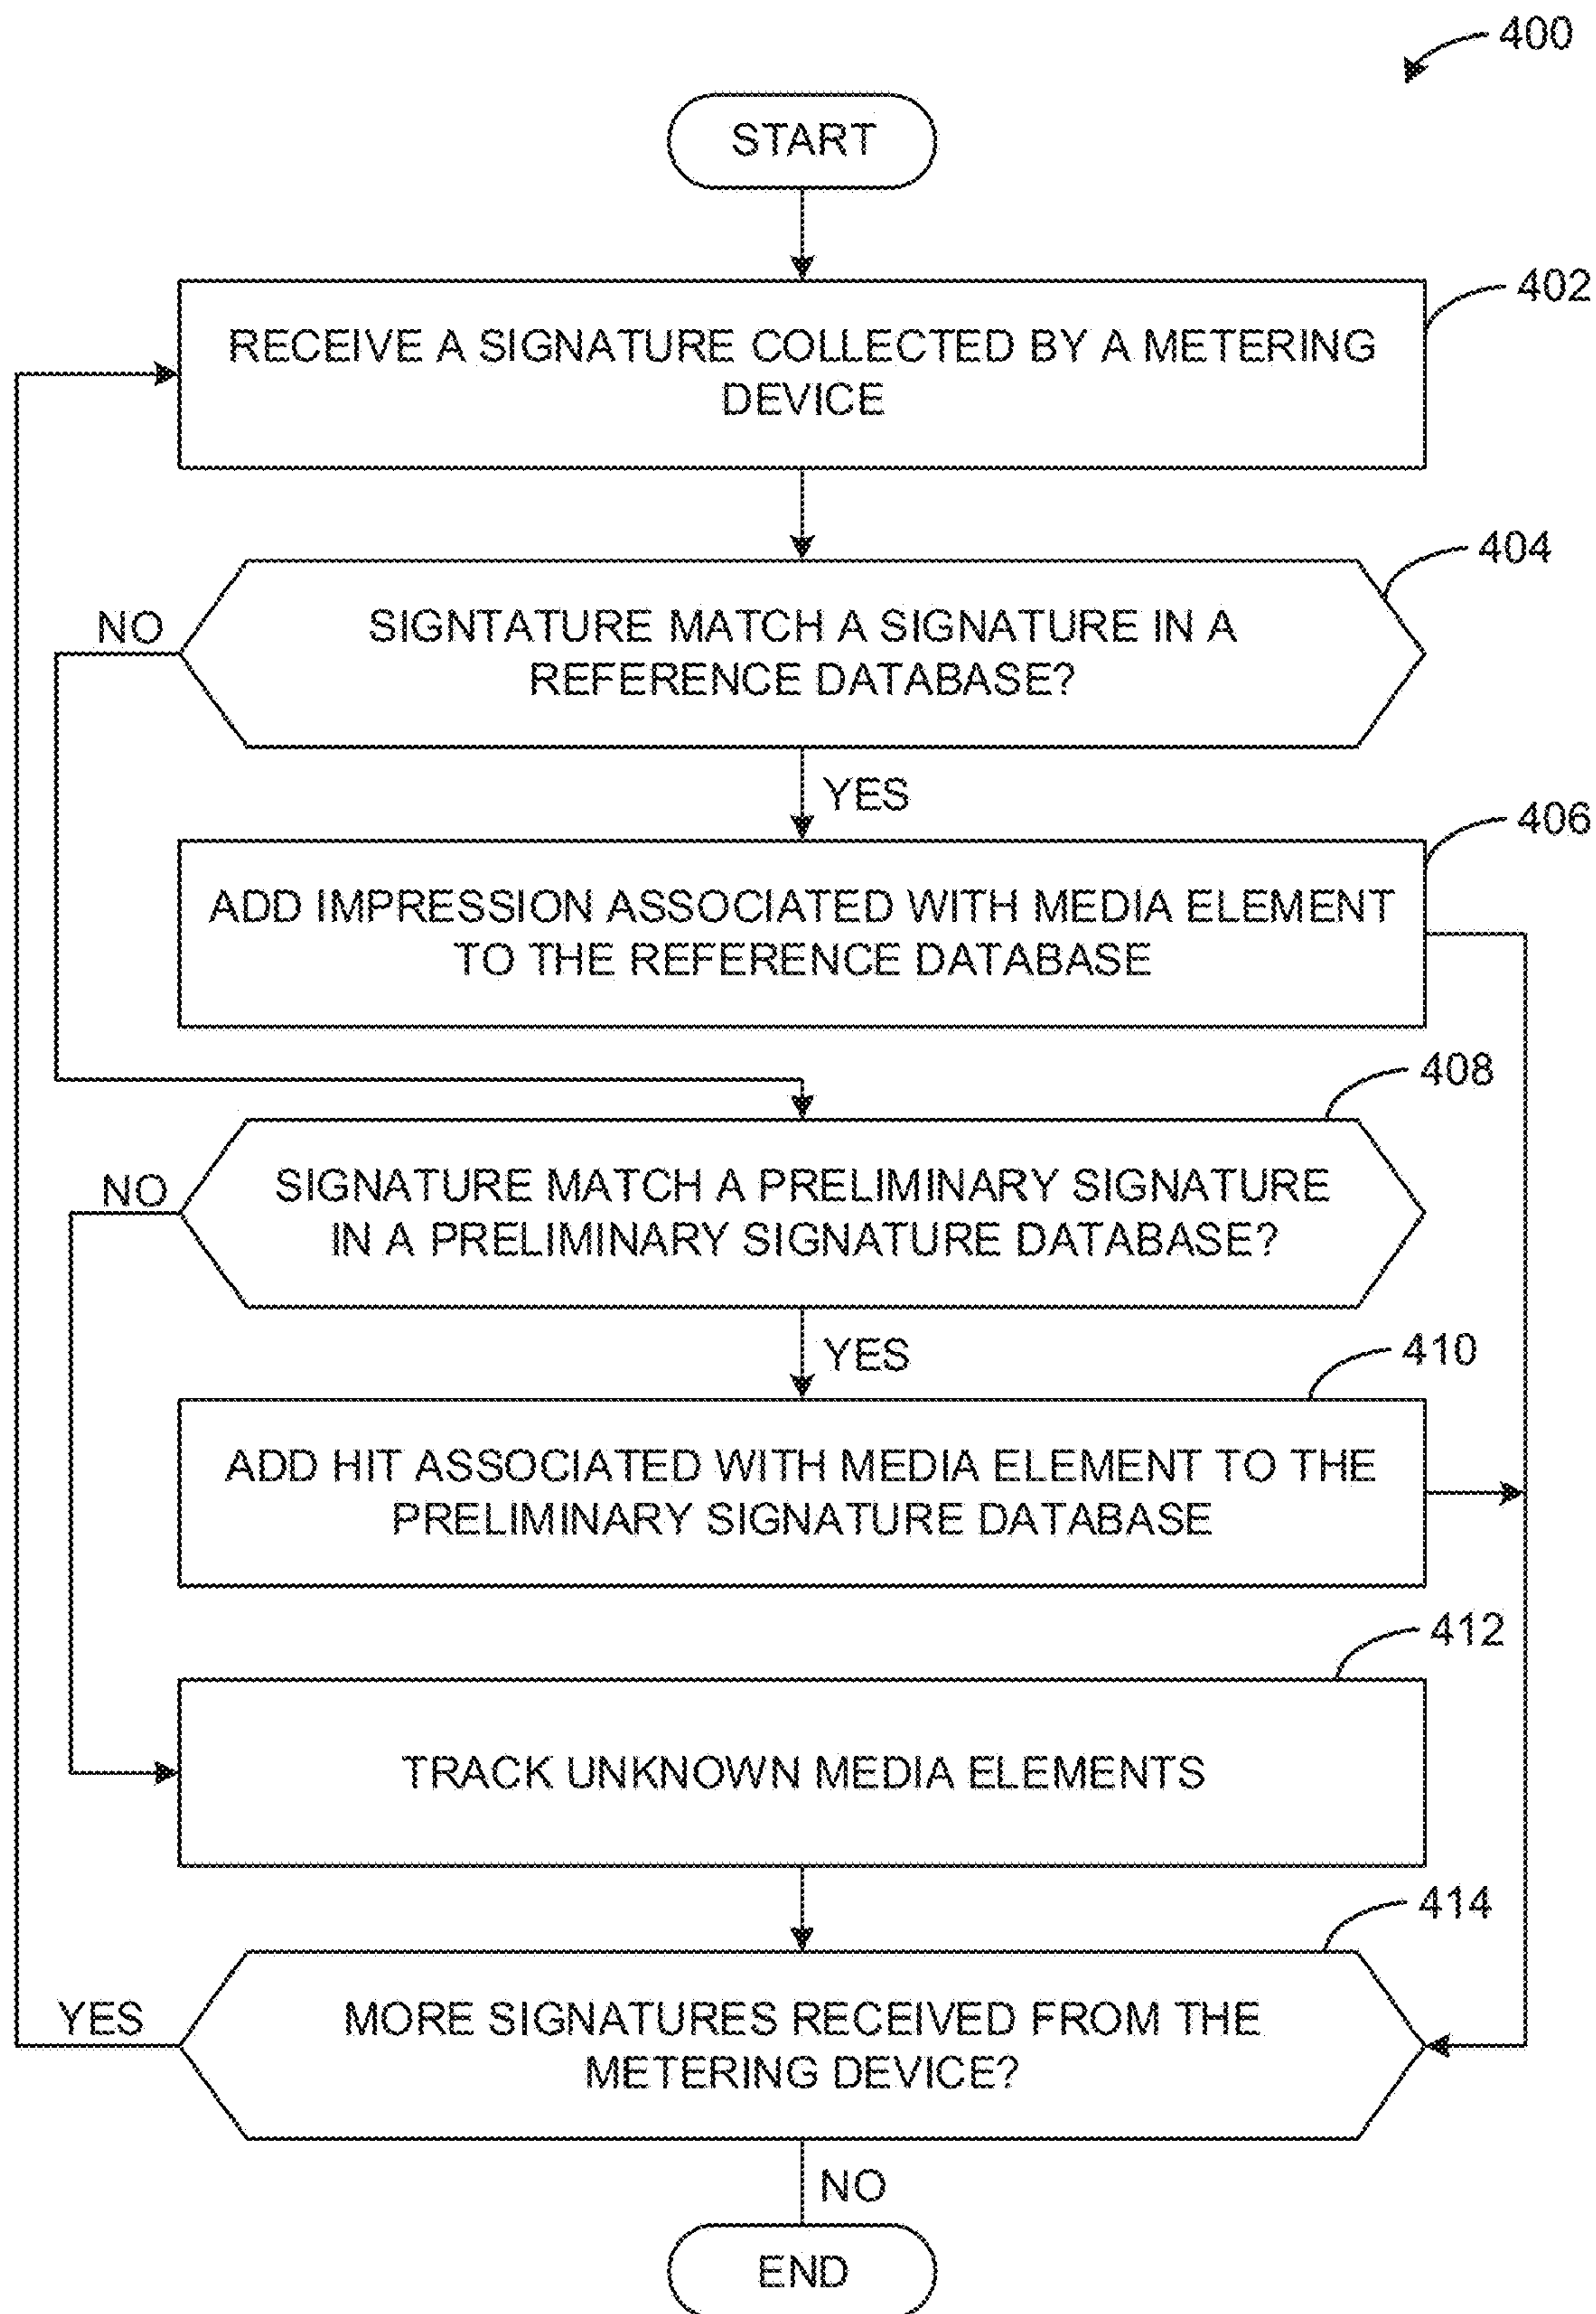 400
START
402
RECEIVE A SIGNATURE COLLECTED BY A METERING
DEVICE
404
NO
SIGNTATURE MATCH A SIGNATURE IN A
REFERENCE DATABASE?
YES
406
ADD IMPRESSION ASSOCIATED WITH MEDIA ELEMENT
TO THE REFERENCE DATABASE
408
NO
SIGNATURE MATCH A PRELIMINARY SIGNATURE
IN A PRELIMINARY SIGNATURE DATABASE?
YES
410
ADD HIT ASSOCIATED WITH MEDIA ELEMENT TO THE
PRELIMINARY SIGNATURE DATABASE
412
TRACK UNKNOWN MEDIA ELEMENTS
414
YES
MORE SIGNATURES RECEIVED FROM THE
METERING DEVICE?
NO
END